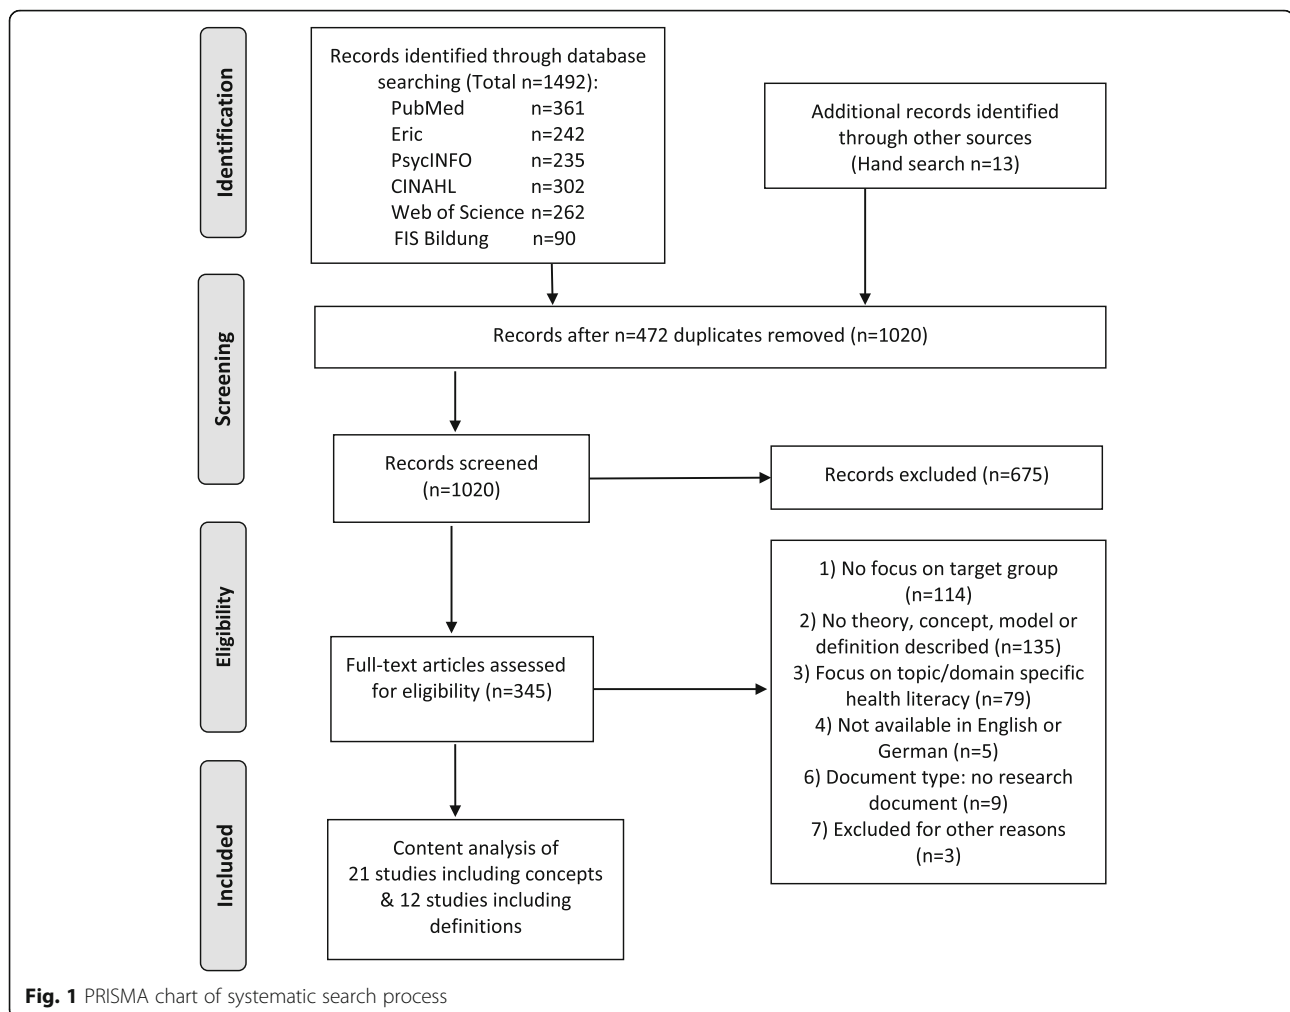 Identification
Records identified through database
searching (Total n=1492):
PubMed n=361
Eric n=242
PsycINFO n=235
CINAHL n=302
Web of Science n=262
FIS Bildung n=90
Additional records identified
through other sources
(Hand search n=13)
Screening
Records after n=472 duplicates removed (n=1020)
Records screened
(n=1020)
Records excluded (n=675)
Eligibility
Full-text articles assessed
for eligibility (n=345)
1) No focus on target group
(n=114)
2) No theory, concept, model or
definition described (n=135)
3) Focus on topic/domain specific
health literacy (n=79)
4) Not available in English or
German (n=5)
6) Document type: no research
document (n=9)
7) Excluded for other reasons
(n=3)
Included
Content analysis of
21 studies including concepts
& 12 studies including
definitions
Fig. 1 PRISMA chart of systematic search process